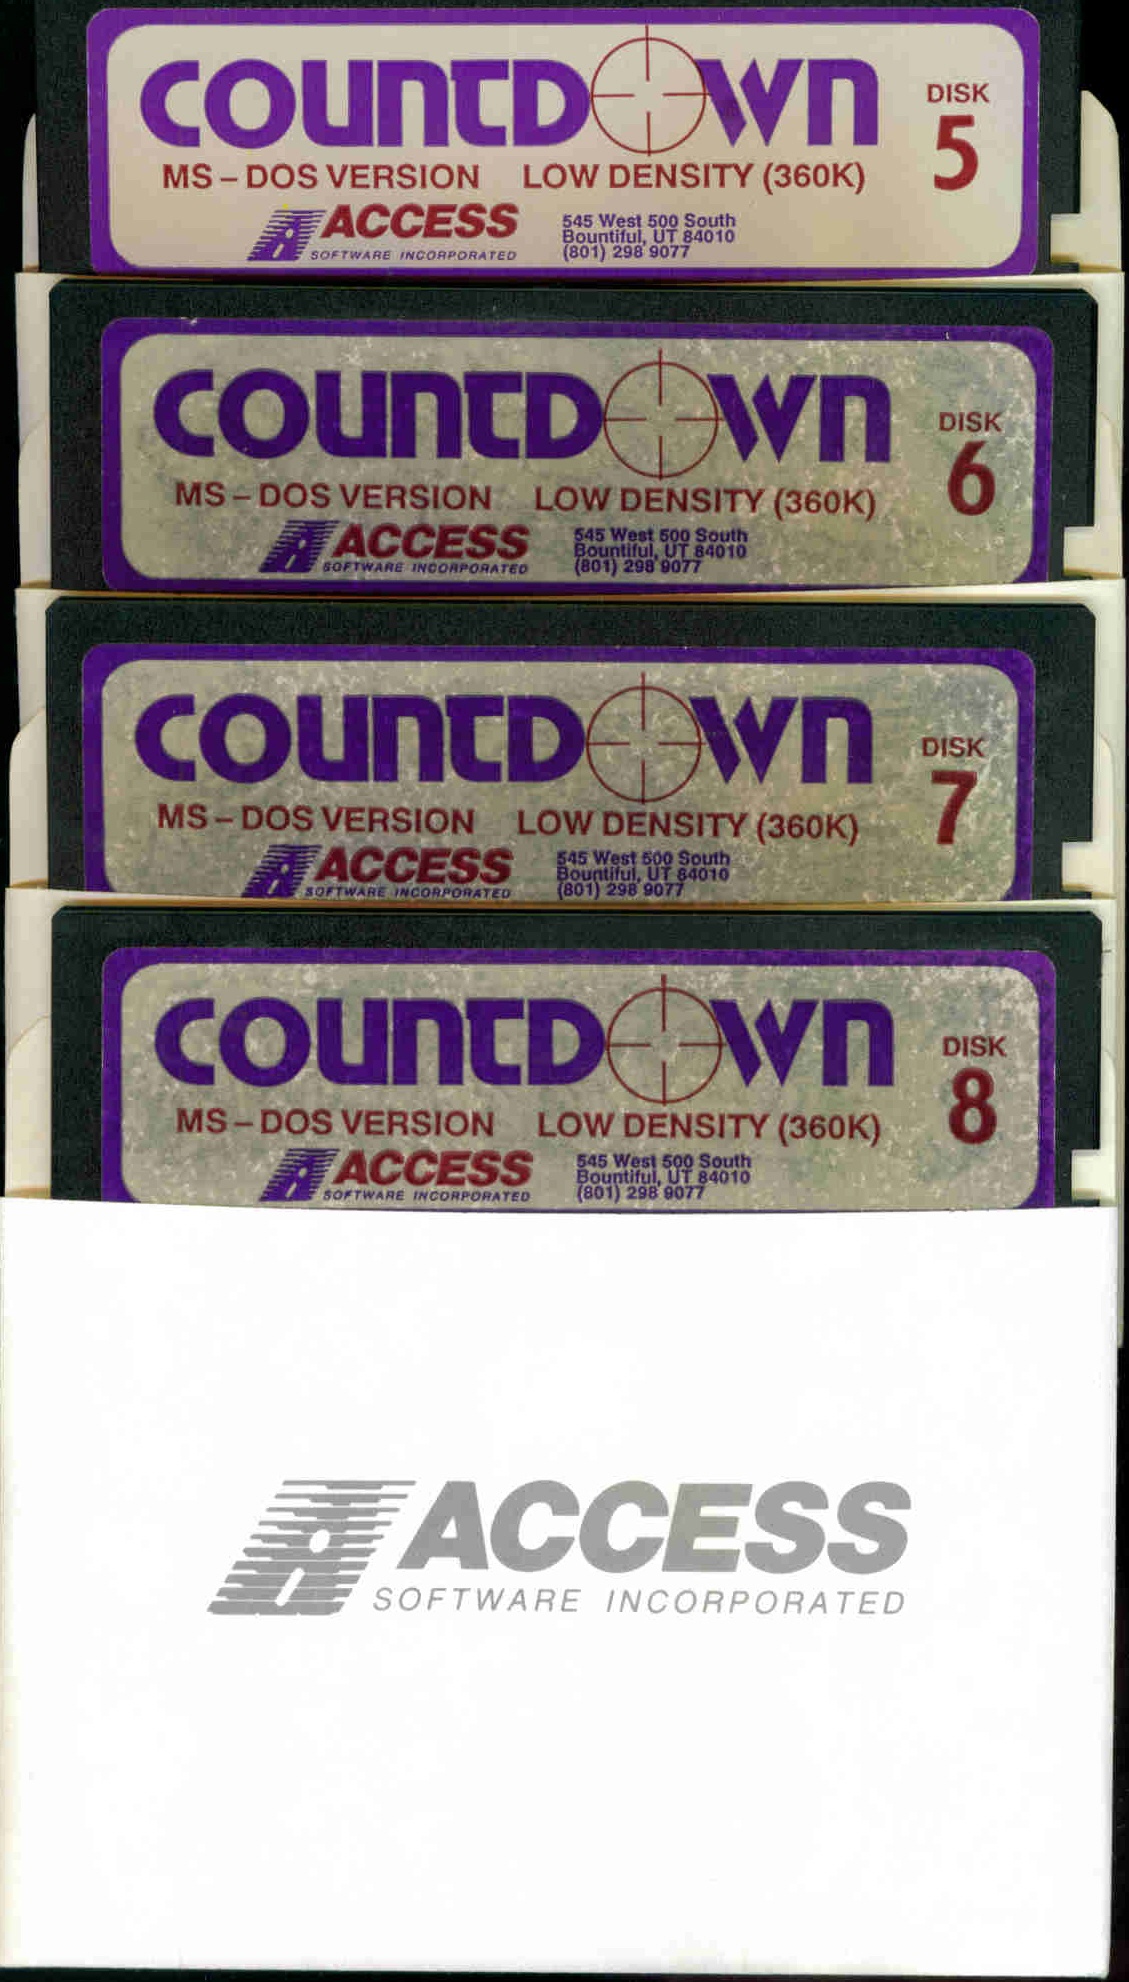 COUNTDOWN
DISK
5
MS – DOS VERSION LOW DENSITY (360K)
ACCESS
SOFTWARE INCORPORATED
545 West 500 South
Bountiful, UT 84010
(801) 298 9077
COUNTDOWN
DISK
6
MS – DOS VERSION LOW DENSITY (360K)
ACCESS
SOFTWARE INCORPORATED
545 West 500 South
Bountiful, UT 84010
(801) 298 9077
COUNTDOWN
DISK
7
MS – DOS VERSION LOW DENSITY (360K)
ACCESS
SOFTWARE INCORPORATED
545 West 500 South
Bountiful, UT 84010
(801) 298 9077
COUNTDOWN
DISK
8
MS – DOS VERSION LOW DENSITY (360K)
ACCESS
SOFTWARE INCORPORATED
545 West 500 South
Bountiful, UT 84010
(801) 298 9077
ACCESS
SOFTWARE INCORPORATED